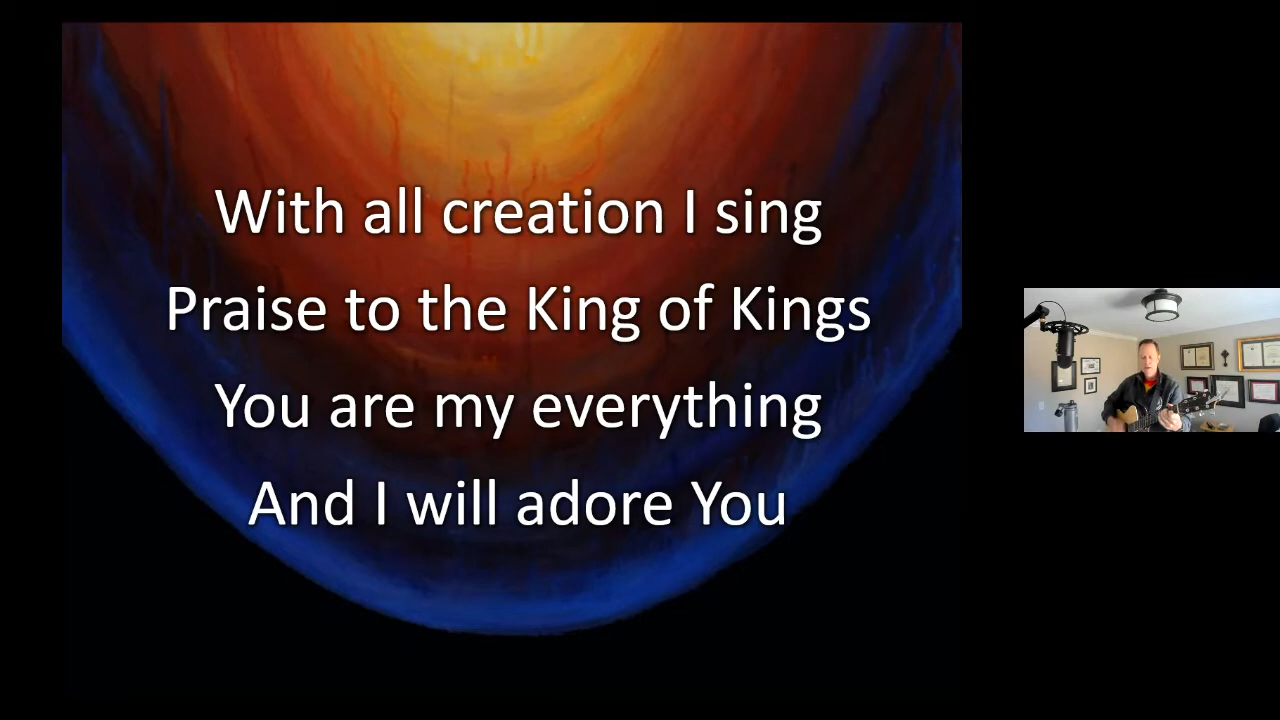 With all creation I sing
Praise to the King of Kings
You are my everything
And I will adore You